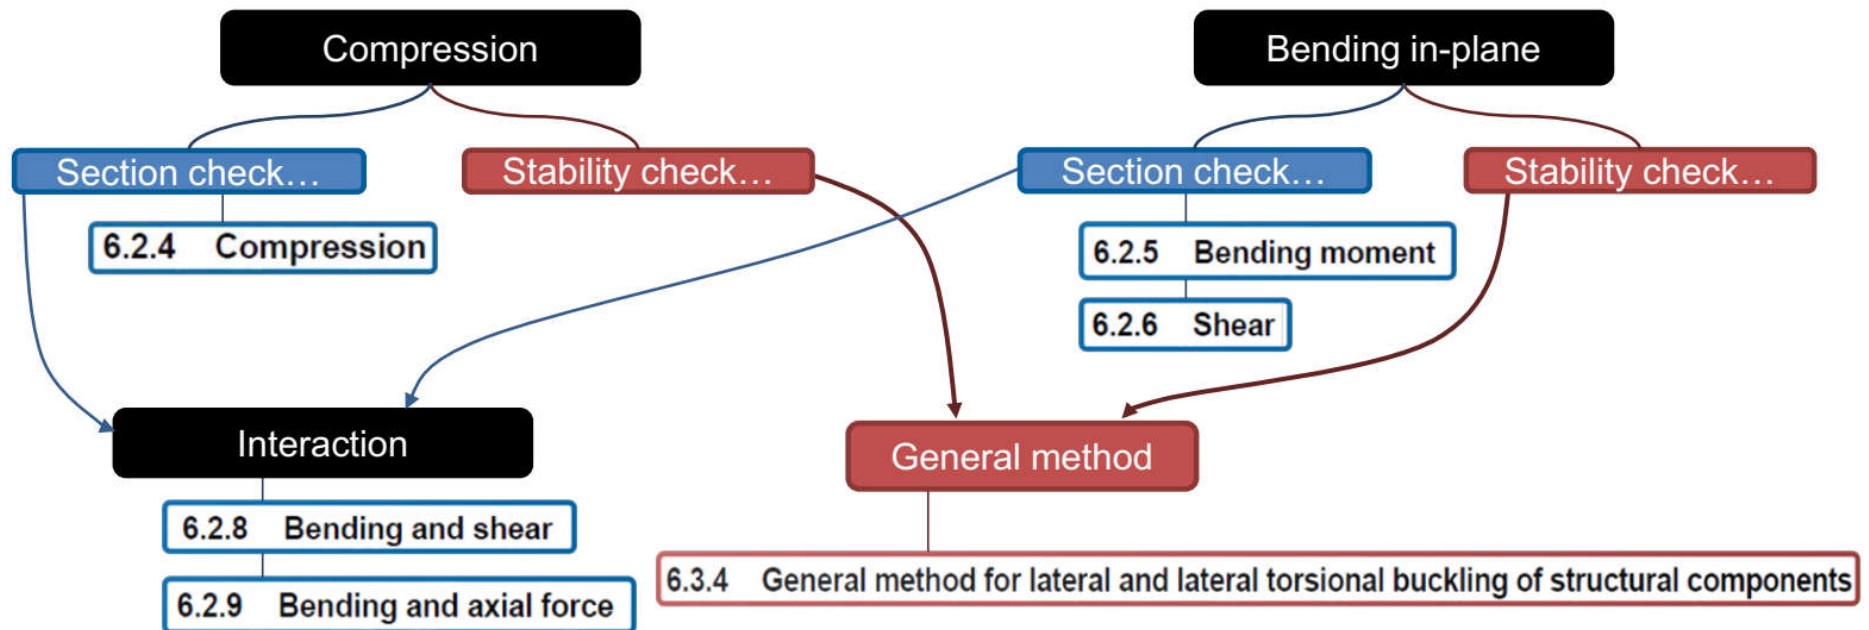 Compression
Bending in-plane
Section check…
Stability check…
Section check…
Stability check…
6.2.4 Compression
6.2.5 Bending moment
6.2.6 Shear
Interaction
General method
6.2.8 Bending and shear
6.2.9 Bending and axial force
6.3.4 General method for lateral and lateral torsional buckling of structural components